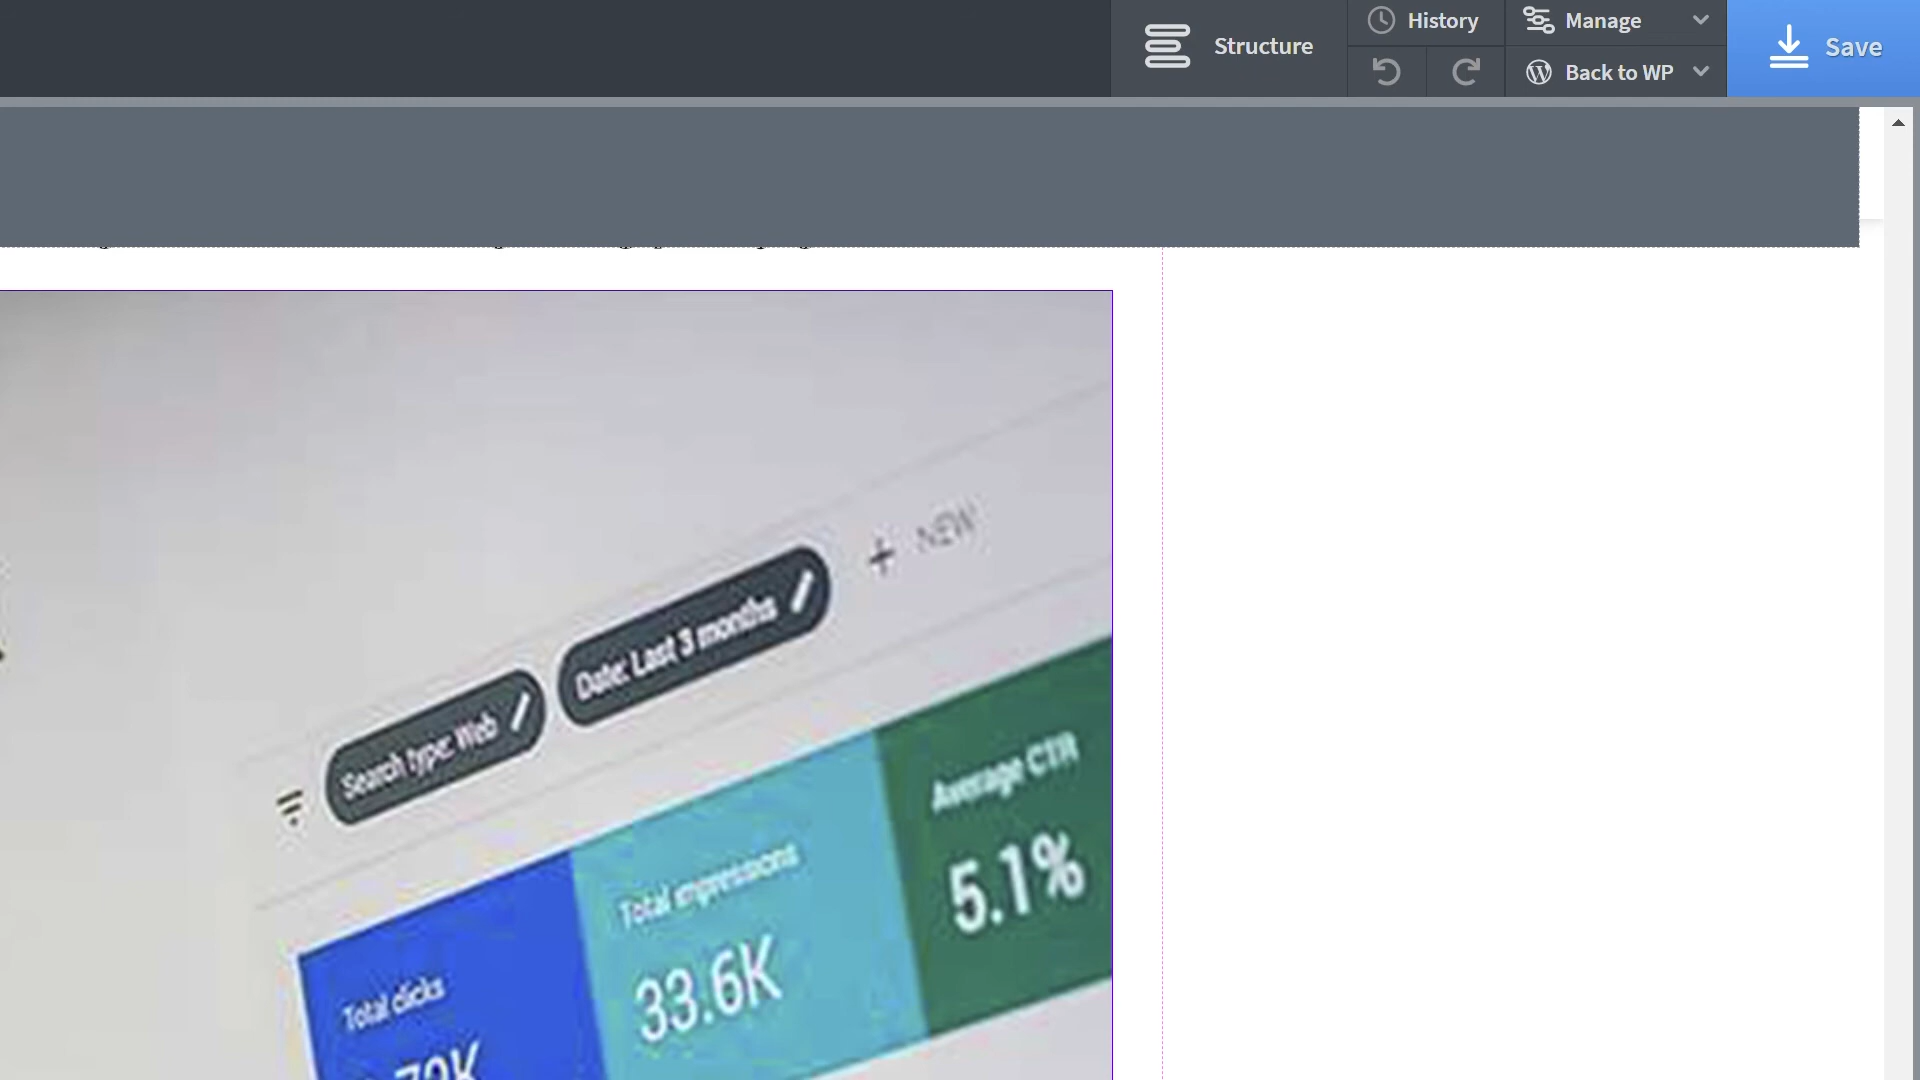 Structure
History
Manage
Back to WP
Save
+ NEW
Date: Last 3 months
Search type: Web
Average CTR
5.1%
Total impressions
33.6K
Total clicks